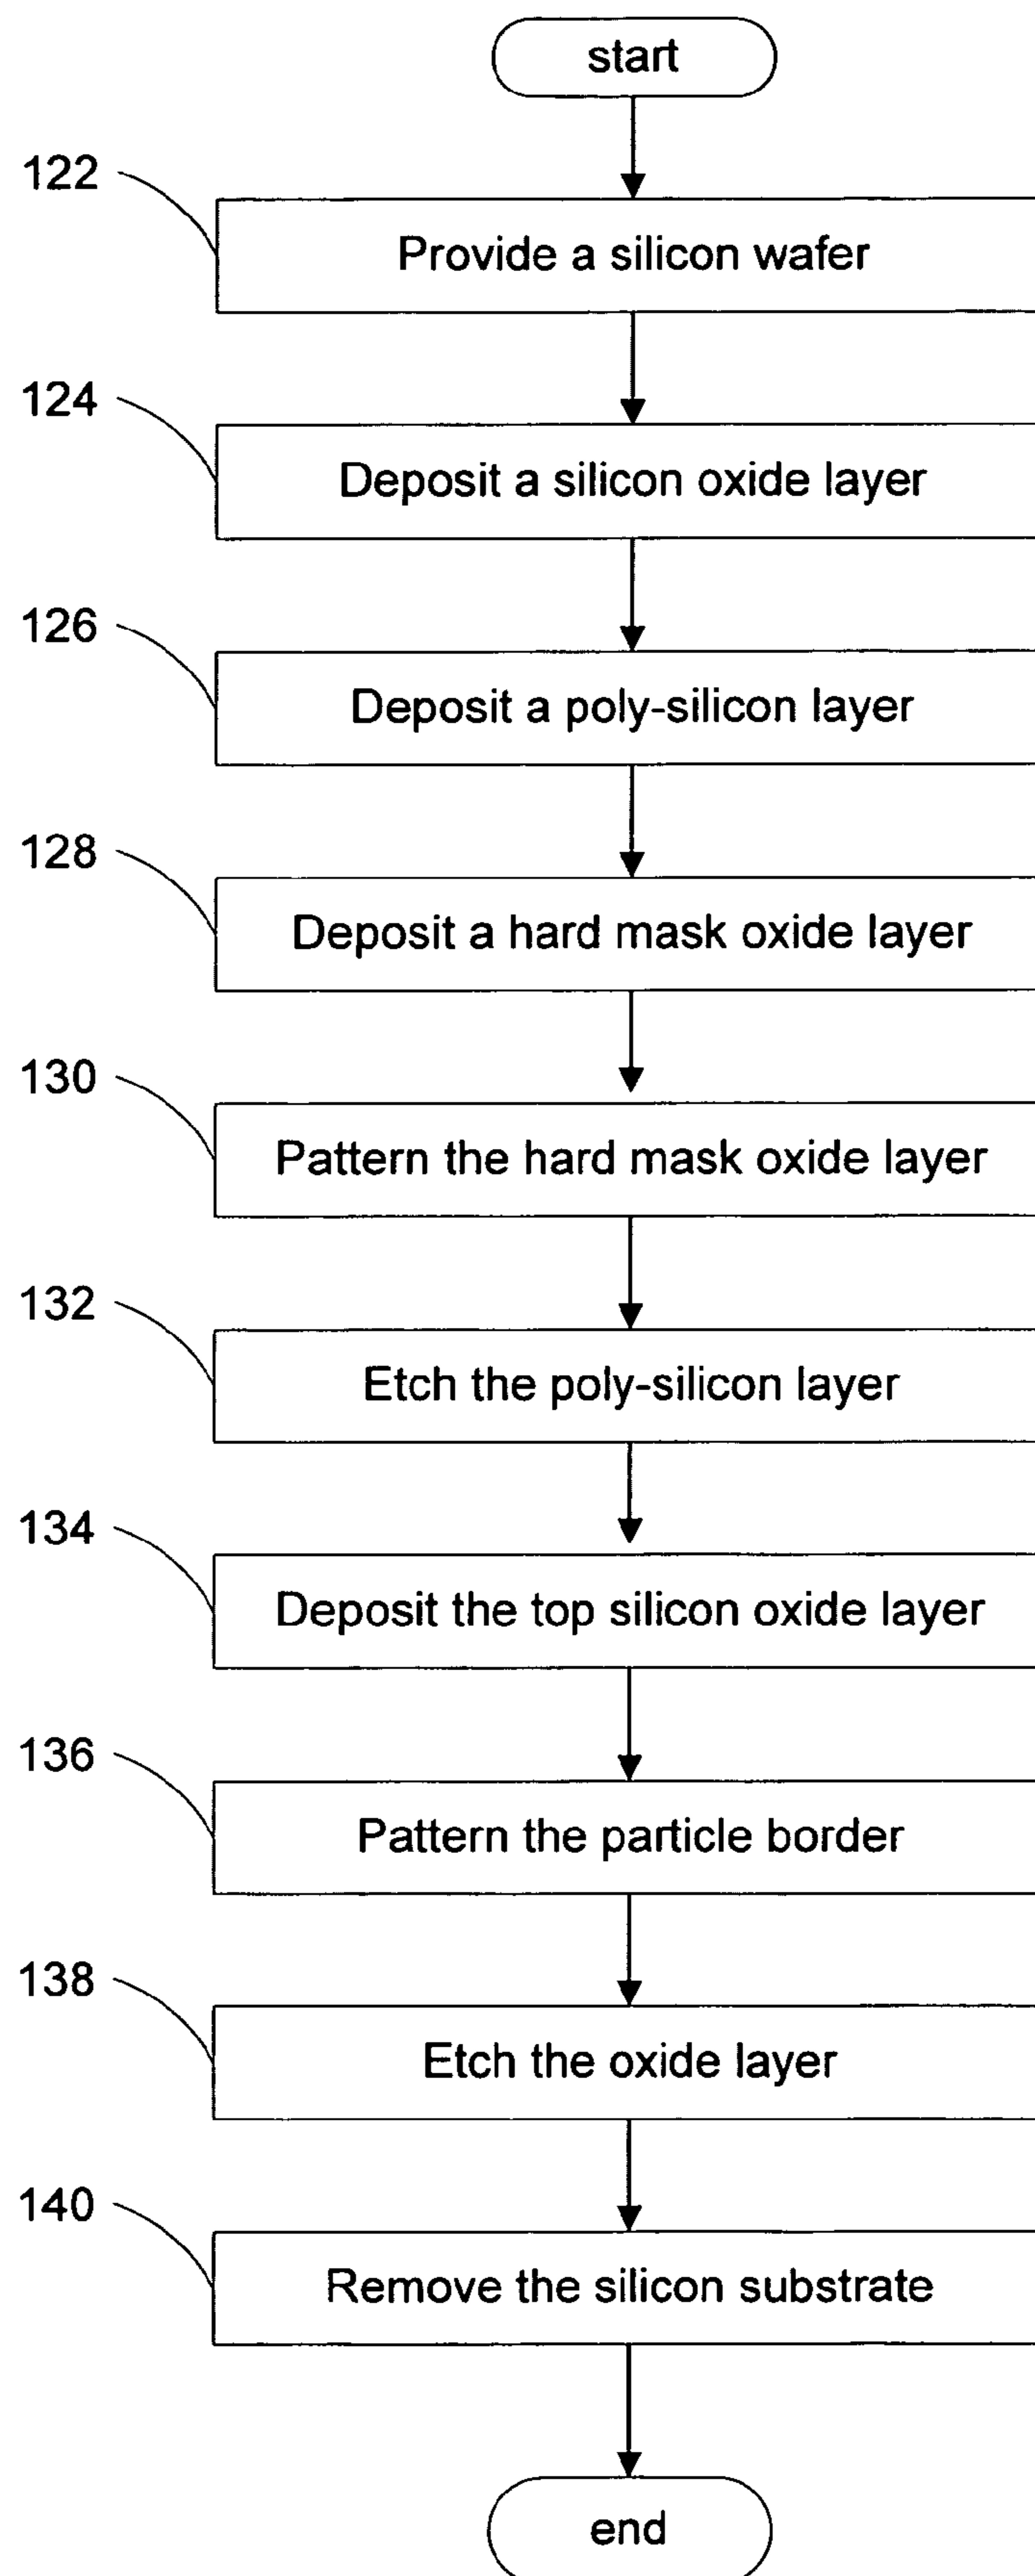 start
122
Provide a silicon wafer
124
Deposit a silicon oxide layer
126
Deposit a poly-silicon layer
128
Deposit a hard mask oxide layer
130
Pattern the hard mask oxide layer
132
Etch the poly-silicon layer
134
Deposit the top silicon oxide layer
136
Pattern the particle border
138
Etch the oxide layer
140
Remove the silicon substrate
end